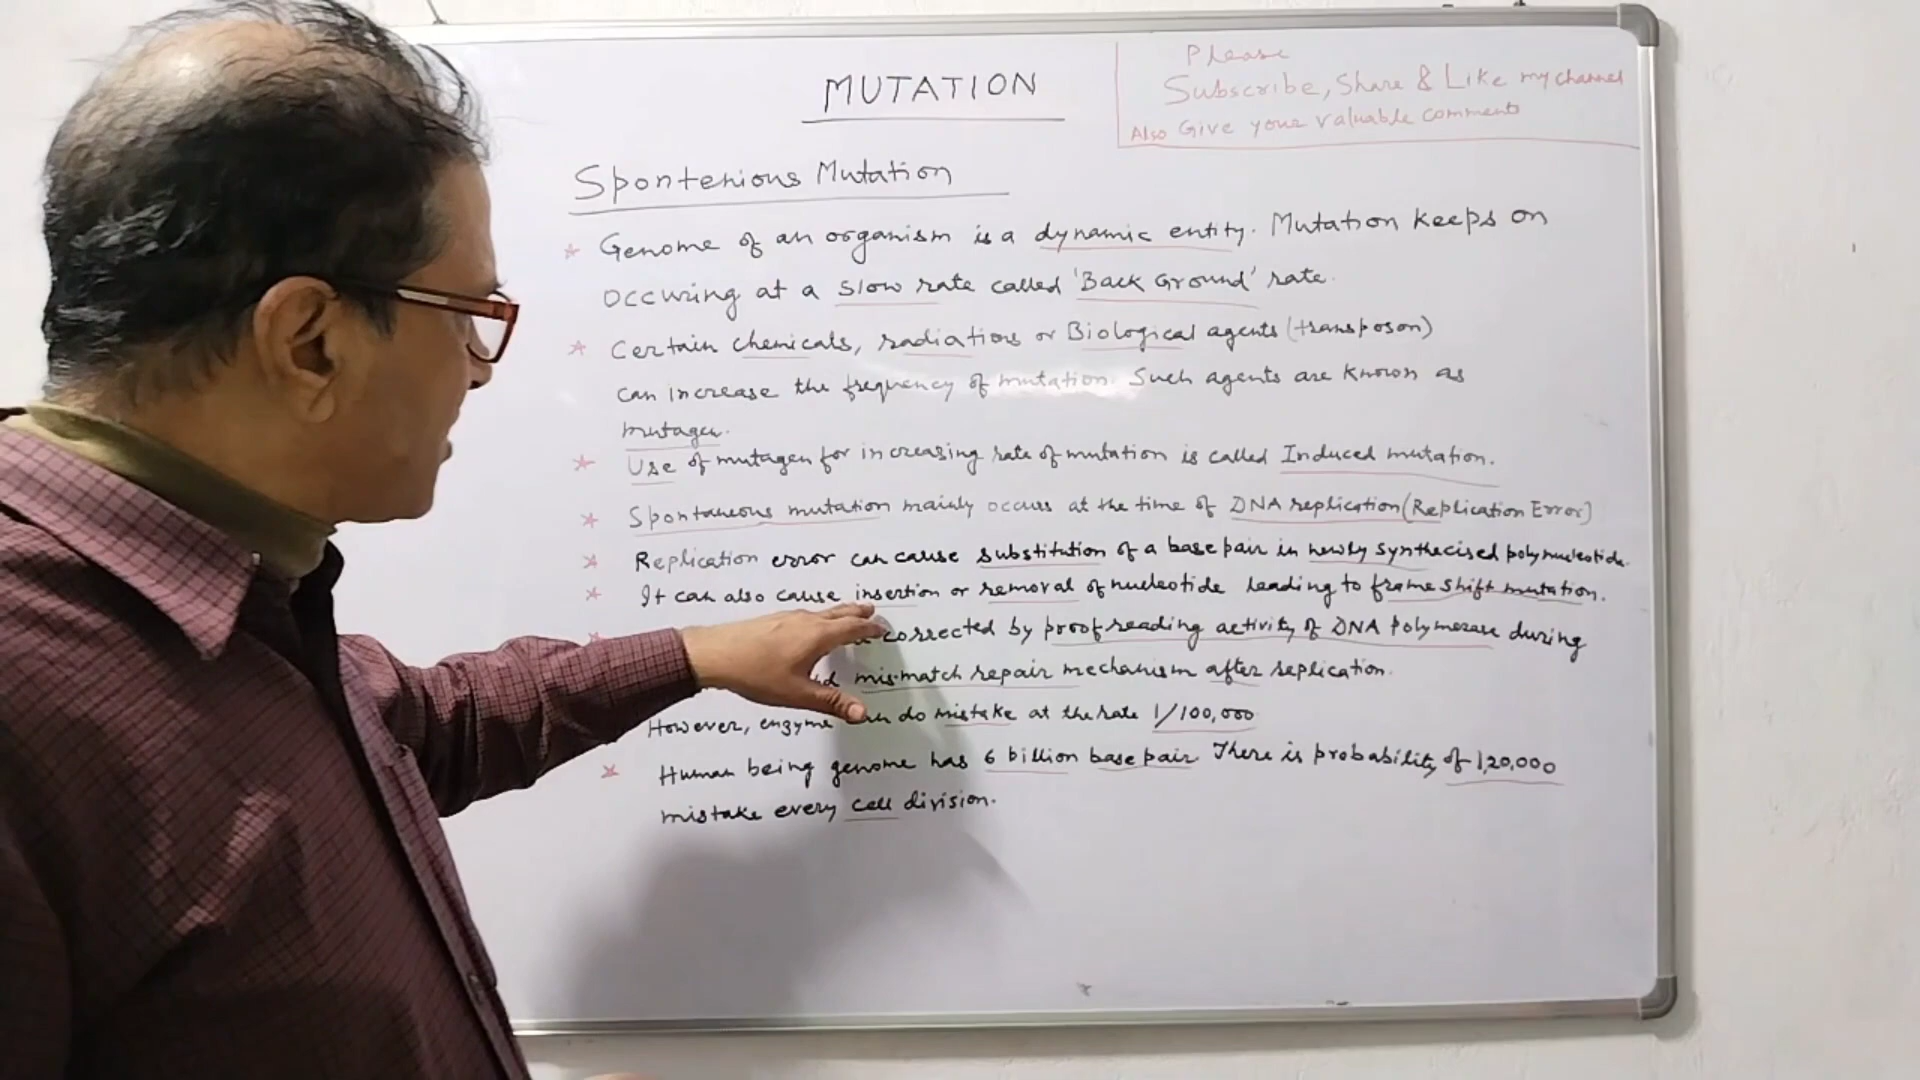 MUTATION
Please
Subscribe, Share & Like my channel
Also Give your valuable comments
Spontenious Mutation
* Genome of an organism is a dynamic entity. Mutation keeps on
occuring at a slow rate called 'Back Ground' rate.
* Certain chemicals, radiations or Biological agents (transposon)
can increase the frequency of mutation. Such agents are known as
mutagen.
* Use of mutagen for increasing rate of mutation is called Induced mutation.
* Spontaneous mutation mainly occurs at the time of DNA replication (Replication Error)
* Replication error can cause substitution of a base pair in newly synthecised polynucleotide.
* It can also cause insertion or removal of nucleotide leading to frame shift mutation.
corrected by proof reading activity of DNA polymerase during
mismatch repair mechanism after replication.
However, enzyme can do mistake at the rate 1/100,000
* Human being genome has 6 billion base pair. There is probability of 1,20,000
mistake every cell division.